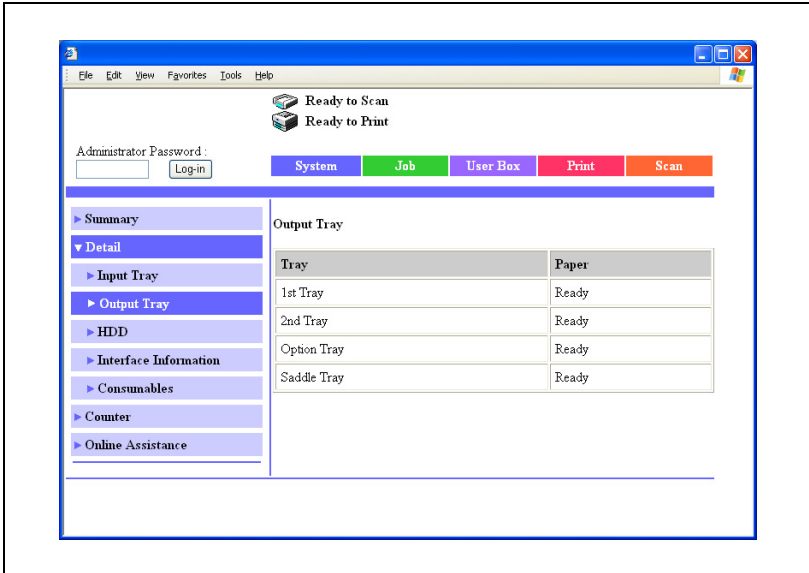 File Edit View Favorites Tools Help
Ready to Scan
Ready to Print
Administrator Password :
Log-in
System Job User Box Print Scan
Summary
Detail
Input Tray
Output Tray
HDD
Interface Information
Consumables
Counter
Online Assistance
Output Tray
Tray Paper
1st Tray Ready
2nd Tray Ready
Option Tray Ready
Saddle Tray Ready